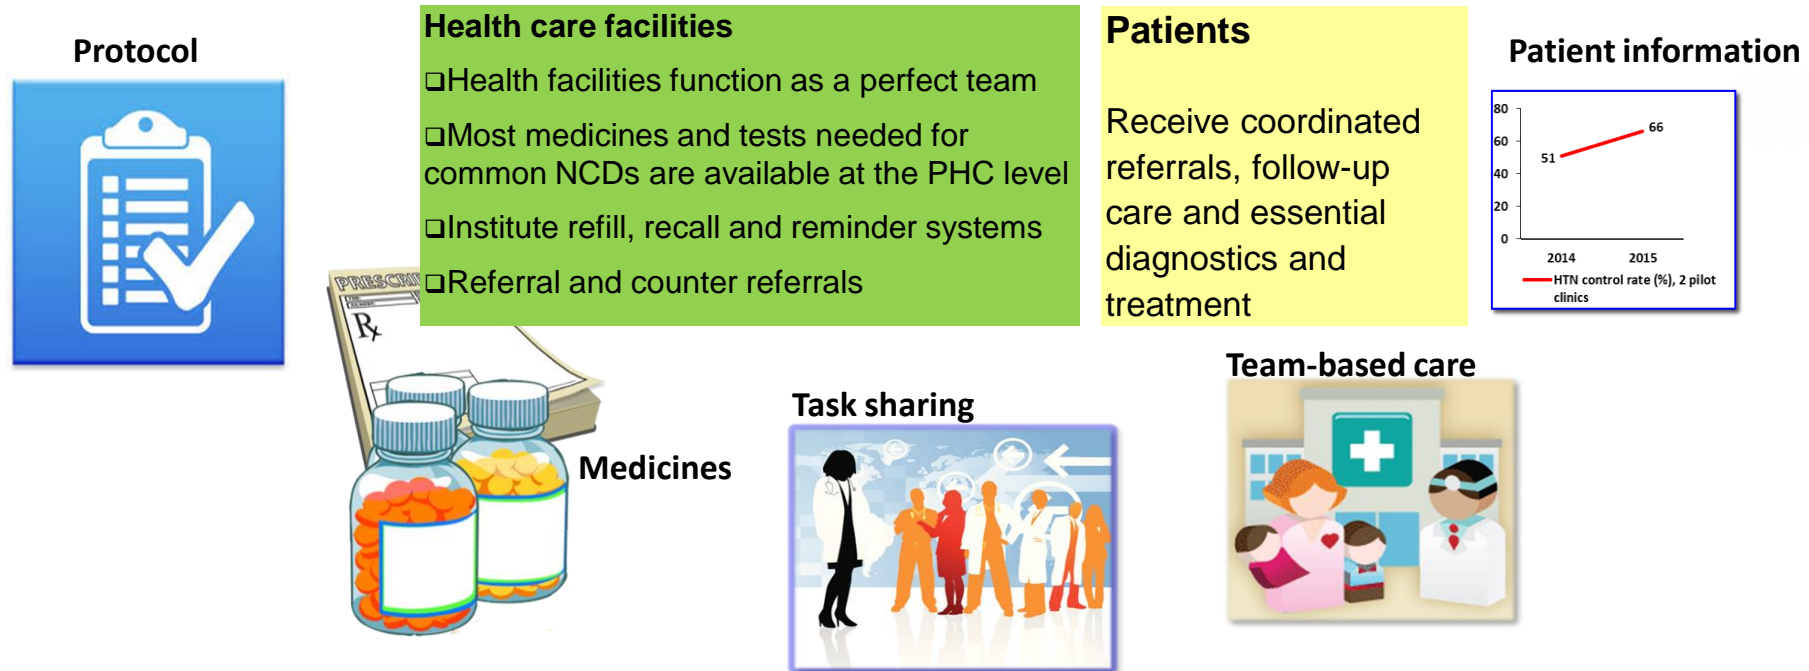 Protocol
Health care facilities
❑Health facilities function as a perfect team
❑Most medicines and tests needed for
common NCDs are available at the PHC level
❑Institute refill, recall and reminder systems
❑Referral and counter referrals
Patients
Receive coordinated
referrals, follow-up
care and essential
diagnostics and
treatment
Patient information
80
60
40
20
0
51
66
2014 2015
HTN control rate (%), 2 pilot
clinics
Rx
Medicines
Task sharing
Team-based care